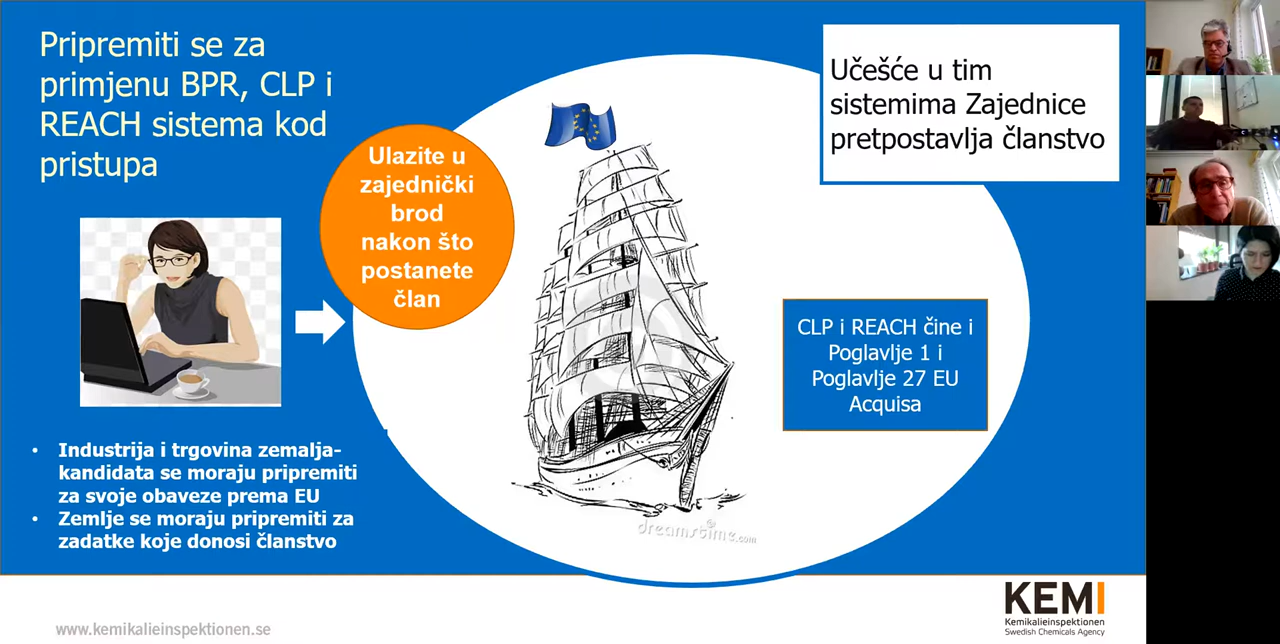 Pripremiti se za
primjenu BPR, CLP i
REACH sistema kod
pristupa
Ulazite u
zajednički
brod
nakon što
postanete
član
Učešće u tim
sistemima Zajednice
pretpostavlja članstvo
CLP i REACH čine i
Poglavlje 1 i
Poglavlje 27 EU
Acquisa
• Industrija i trgovina zemalja-
kandidata se moraju pripremiti
za svoje obaveze prema EU
• Zemlje se moraju pripremiti za
zadatke koje donosi članstvo
dreamstime.com
www.kemikalieinspektionen.se
KEMI
Kemikalieinspektionen
Swedish Chemicals Agency